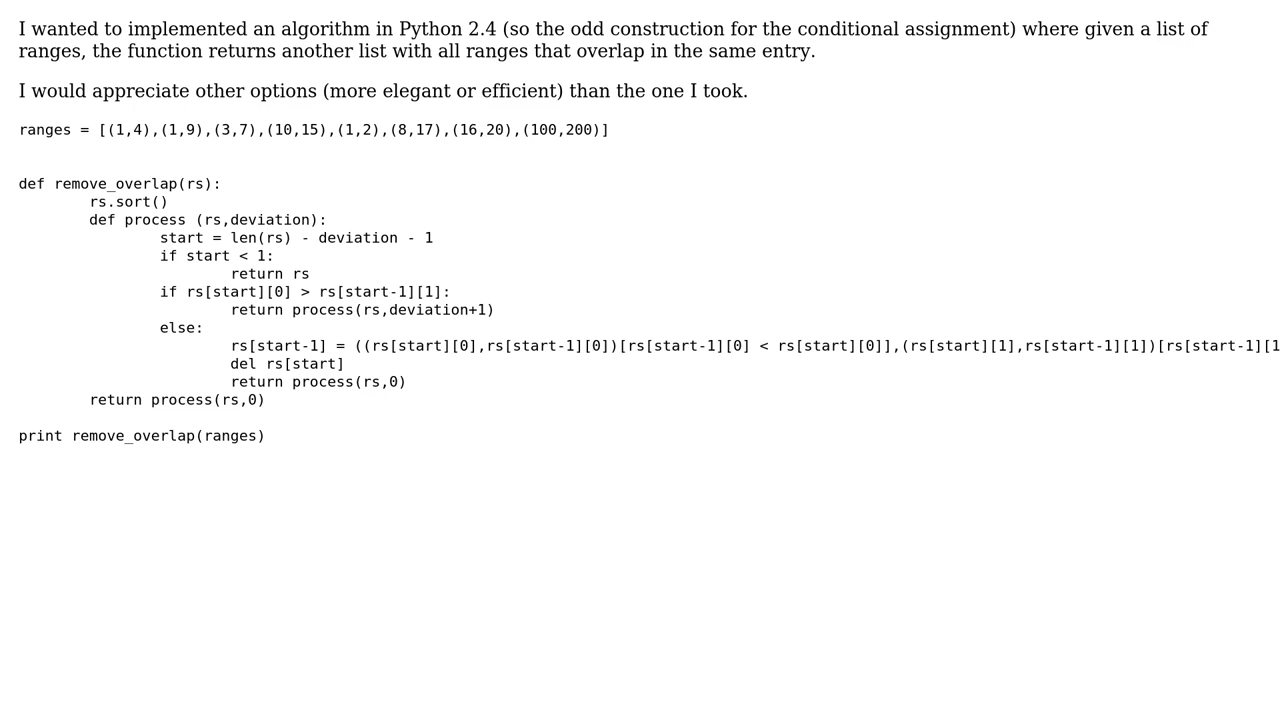 I wanted to implemented an algorithm in Python 2.4 (so the odd construction for the conditional assignment) where given a list of
ranges, the function returns another list with all ranges that overlap in the same entry.
I would appreciate other options (more elegant or efficient) than the one I took.
ranges = [(1,4),(1,9),(3,7),(10,15),(1,2),(8,17),(16,20),(100,200)]
def remove_overlap(rs):
        rs.sort()
        def process (rs,deviation):
                start = len(rs) - deviation - 1
                if start < 1:
                        return rs
                if rs[start][0] > rs[start-1][1]:
                        return process(rs,deviation+1)
                else:
                        rs[start-1] = ((rs[start][0],rs[start-1][0])[rs[start-1][0] < rs[start][0]],(rs[start][1],rs[start-1][1])[rs[start-1][1
                        del rs[start]
                        return process(rs,0)
        return process(rs,0)
print remove_overlap(ranges)